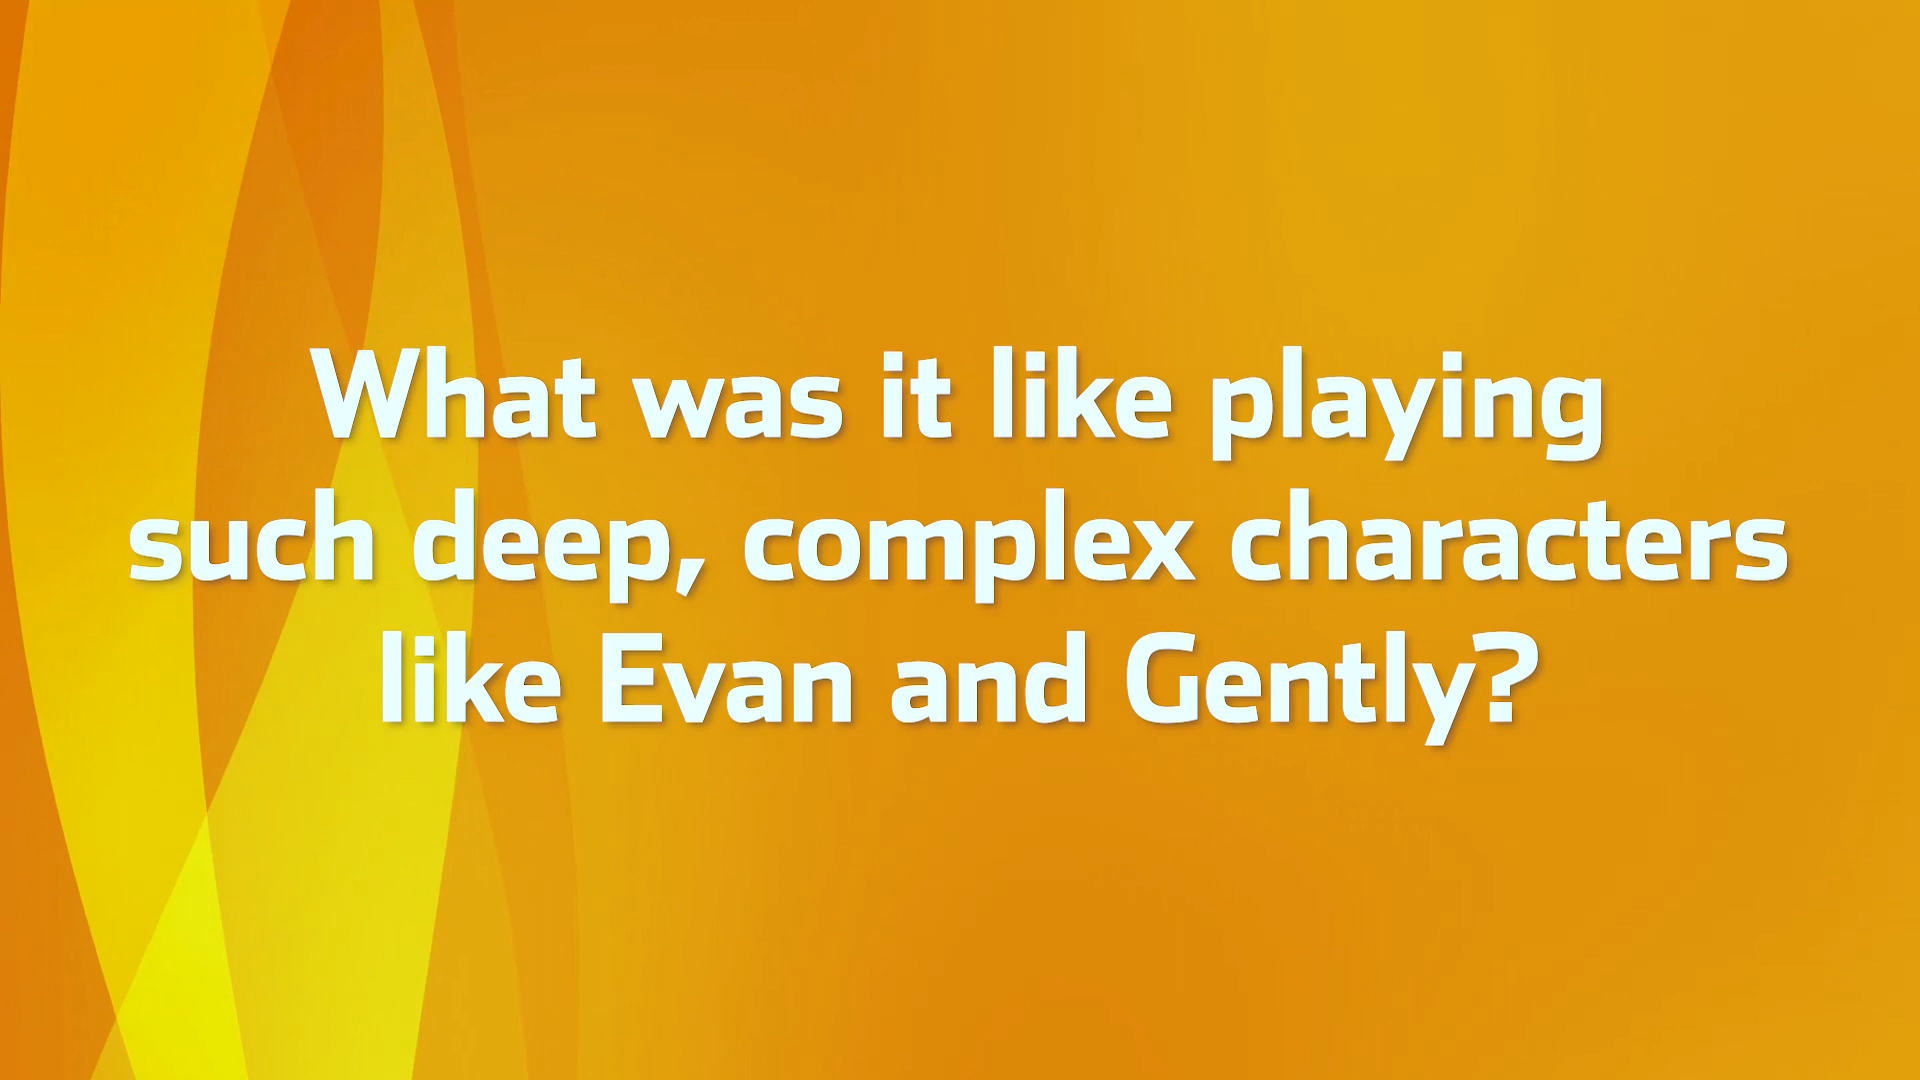 What was it like playing
such deep, complex characters
like Evan and Gently?